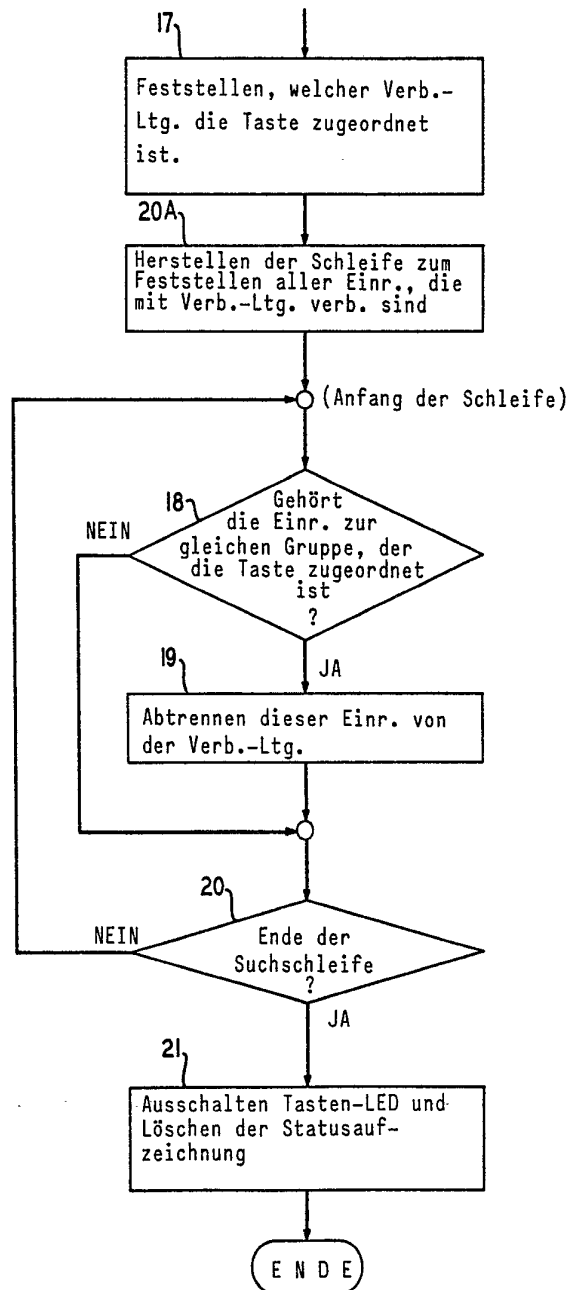 17
Feststellen, welcher Verb.-
Ltg. die Taste zugeordnet
ist.
20A
Herstellen der Schleife zum
Feststellen aller Einr., die
mit Verb.-Ltg. verb. sind
(Anfang der Schleife)
18
NEIN
Gehört
die Einr. zur
gleichen Gruppe, der
die Taste zugeordnet
ist
?
JA
19
Abtrennen dieser Einr. von
der Verb.-Ltg.
20
NEIN
Ende der
Suchschleife
?
JA
21
Ausschalten Tasten-LED und
Löschen der Statusauf-
zeichnung
E N D E